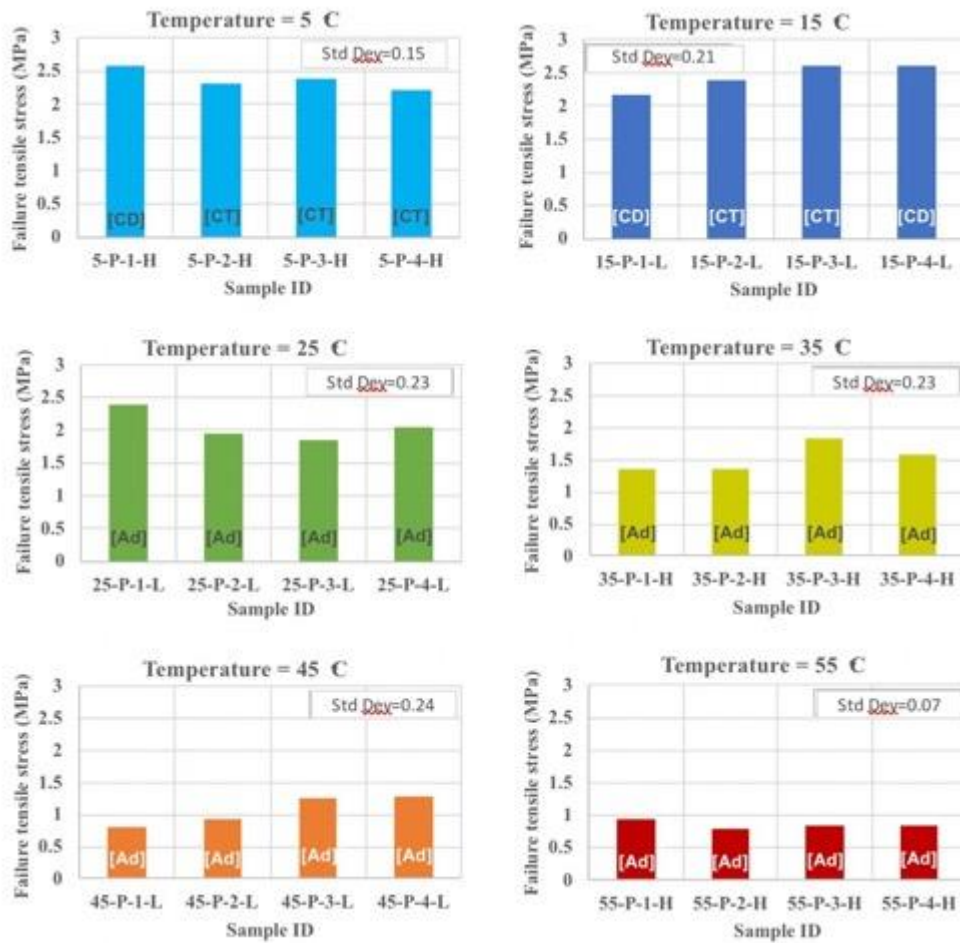 Temperature = 5 ℃
Failure tensile stress (MPa)
3
2.5
2
1.5
1
0.5
0
Std Dev=0.15
[CD] [CT] [CT] [CT]
5-P-1-H 5-P-2-H 5-P-3-H 5-P-4-H
Sample ID
Temperature = 15 ℃
Failure tensile stress (MPa)
3
2.5
2
1.5
1
0.5
0
Std Dev=0.21
[CD] [CT] [CT] [CD]
15-P-1-L 15-P-2-L 15-P-3-L 15-P-4-L
Sample ID
Temperature = 25 ℃
Failure tensile stress (MPa)
3
2.5
2
1.5
1
0.5
0
Std Dev=0.23
[Ad] [Ad] [Ad] [Ad]
25-P-1-L 25-P-2-L 25-P-3-L 25-P-4-L
Sample ID
Temperature = 35 ℃
Failure tensile stress (MPa)
3
2.5
2
1.5
1
0.5
0
Std Dev=0.23
[Ad] [Ad] [Ad] [Ad]
35-P-1-H 35-P-2-H 35-P-3-H 35-P-4-H
Sample ID
Temperature = 45 ℃
Failure tensile stress (MPa)
3
2.5
2
1.5
1
0.5
0
Std Dev=0.24
[Ad] [Ad] [Ad] [Ad]
45-P-1-L 45-P-2-L 45-P-3-L 45-P-4-L
Sample ID
Temperature = 55 ℃
Failure tensile stress (MPa)
3
2.5
2
1.5
1
0.5
0
Std Dev=0.07
[Ad] [Ad] [Ad] [Ad]
55-P-1-H 55-P-2-H 55-P-3-H 55-P-4-H
Sample ID